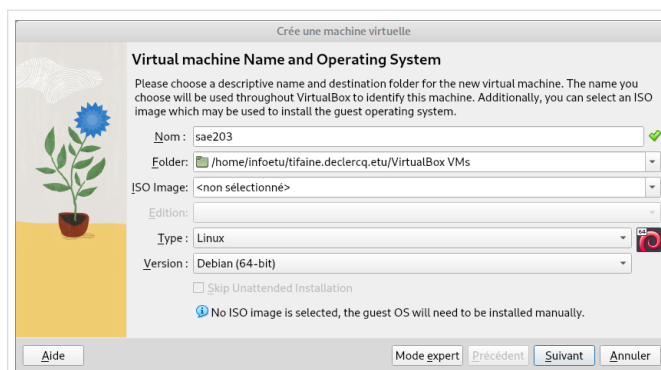 Crée une machine virtuelle
Virtual machine Name and Operating System
Please choose a descriptive name and destination folder for the new virtual machine. The name you
choose will be used throughout VirtualBox to identify this machine. Additionally, you can select an ISO
image which may be used to install the guest operating system.
Nom : sae203
Folder: /home/infoetu/tifaine.declercq.etu/VirtualBox VMs
ISO Image: <non sélectionné>
Edition:
Type : Linux
64
Version : Debian (64-bit)
Skip Unattended Installation
No ISO image is selected, the guest OS will need to be installed manually.
Aide Mode expert Précédent Suivant Annuler